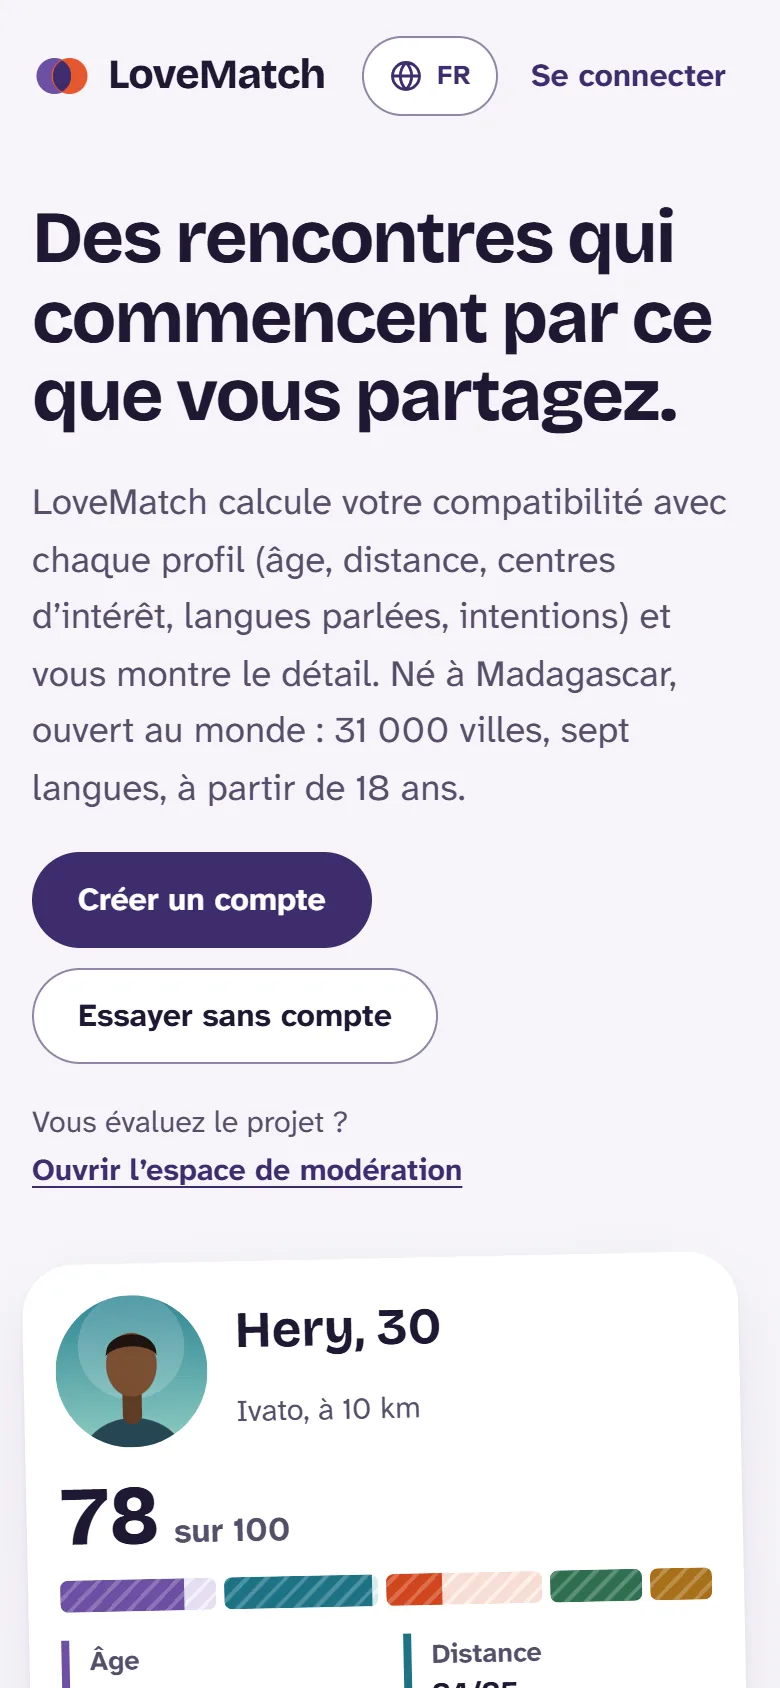 LoveMatch
FR
Se connecter
Des rencontres qui
commencent par ce
que vous partagez.
LoveMatch calcule votre compatibilité avec
chaque profil (âge, distance, centres
d’intérêt, langues parlées, intentions) et
vous montre le détail. Né à Madagascar,
ouvert au monde : 31 000 villes, sept
langues, à partir de 18 ans.
Créer un compte
Essayer sans compte
Vous évaluez le projet ?
Ouvrir l’espace de modération
Hery, 30
Ivato, à 10 km
78 sur 100
Âge
Distance